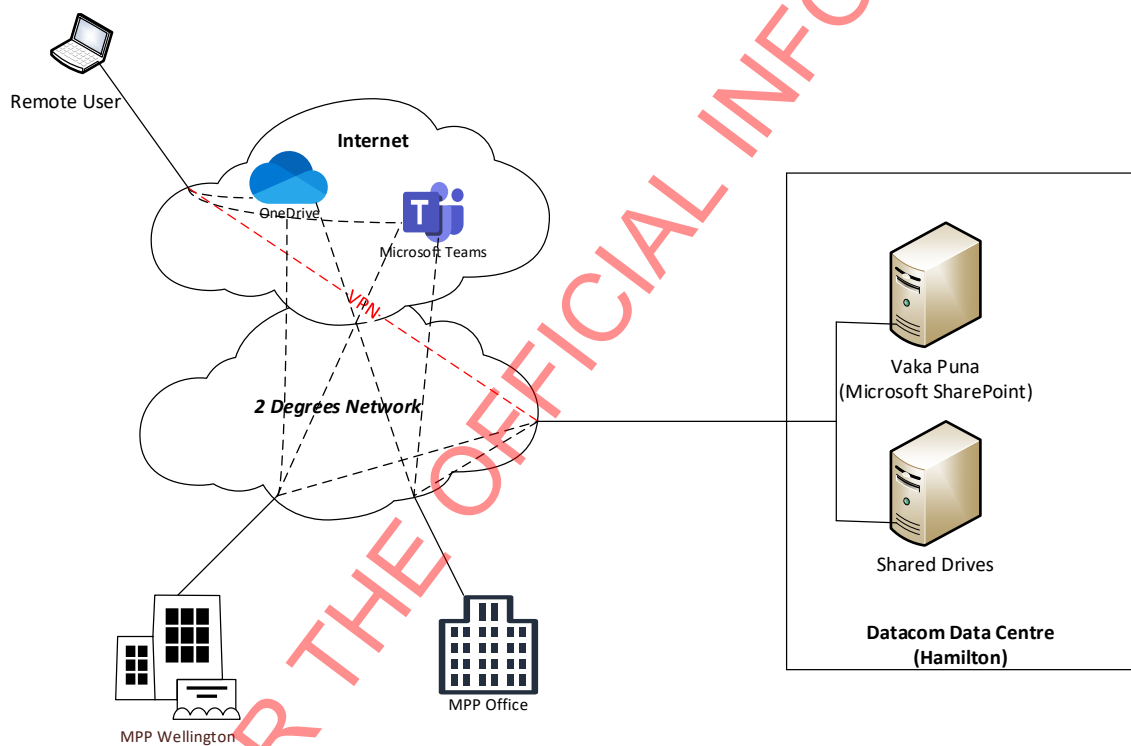 Remote User
Internet
OneDrive
T
Microsoft Teams
VPN
2 Degrees Network
Vaka Puna
(Microsoft SharePoint)
Shared Drives
Datacom Data Centre
(Hamilton)
MPP Wellington
MPP Office
R THE OFFICIAL INFO